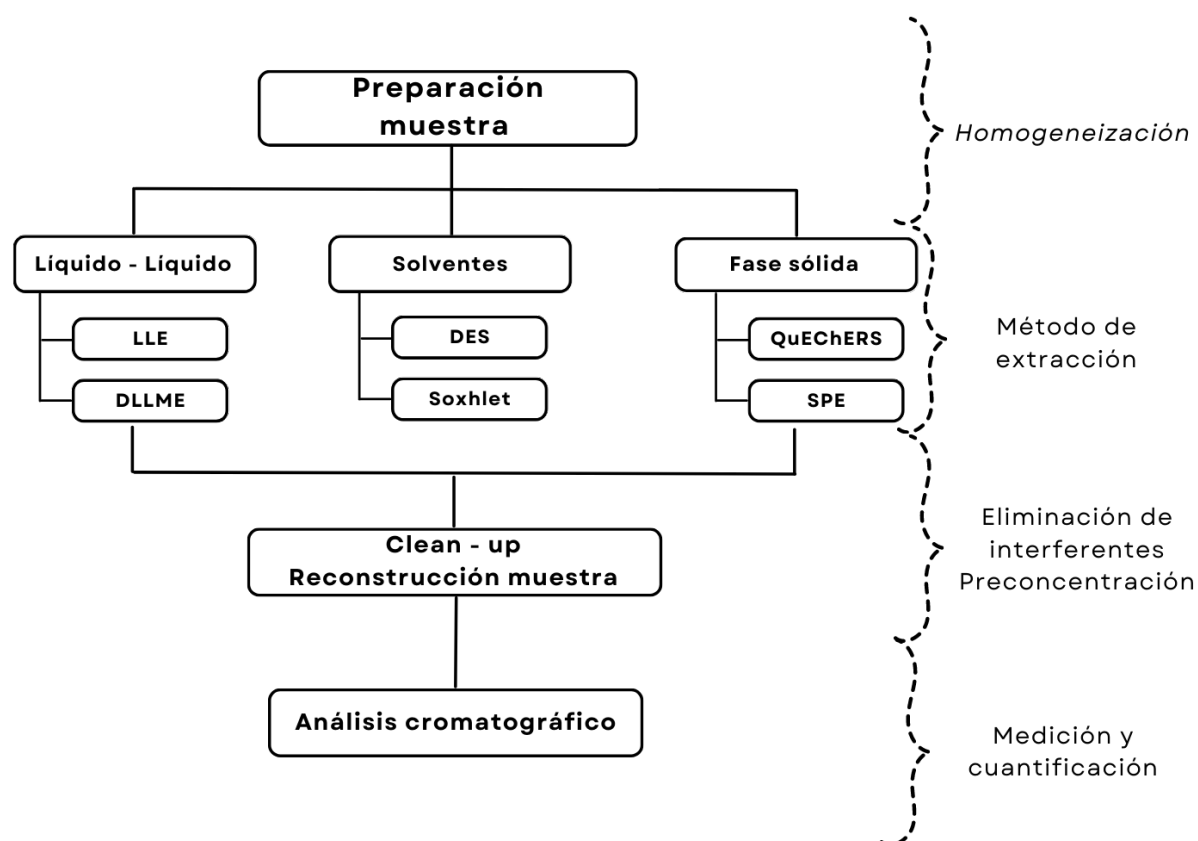 Preparación
muestra
Homogeneización
Líquido - Líquido
Solventes
Fase sólida
LLE
DES
QuEChERS
DLLME
Soxhlet
SPE
Método de
extracción
Clean - up
Reconstrucción muestra
Eliminación de
interferentes
Preconcentración
Análisis cromatográfico
Medición y
cuantificación